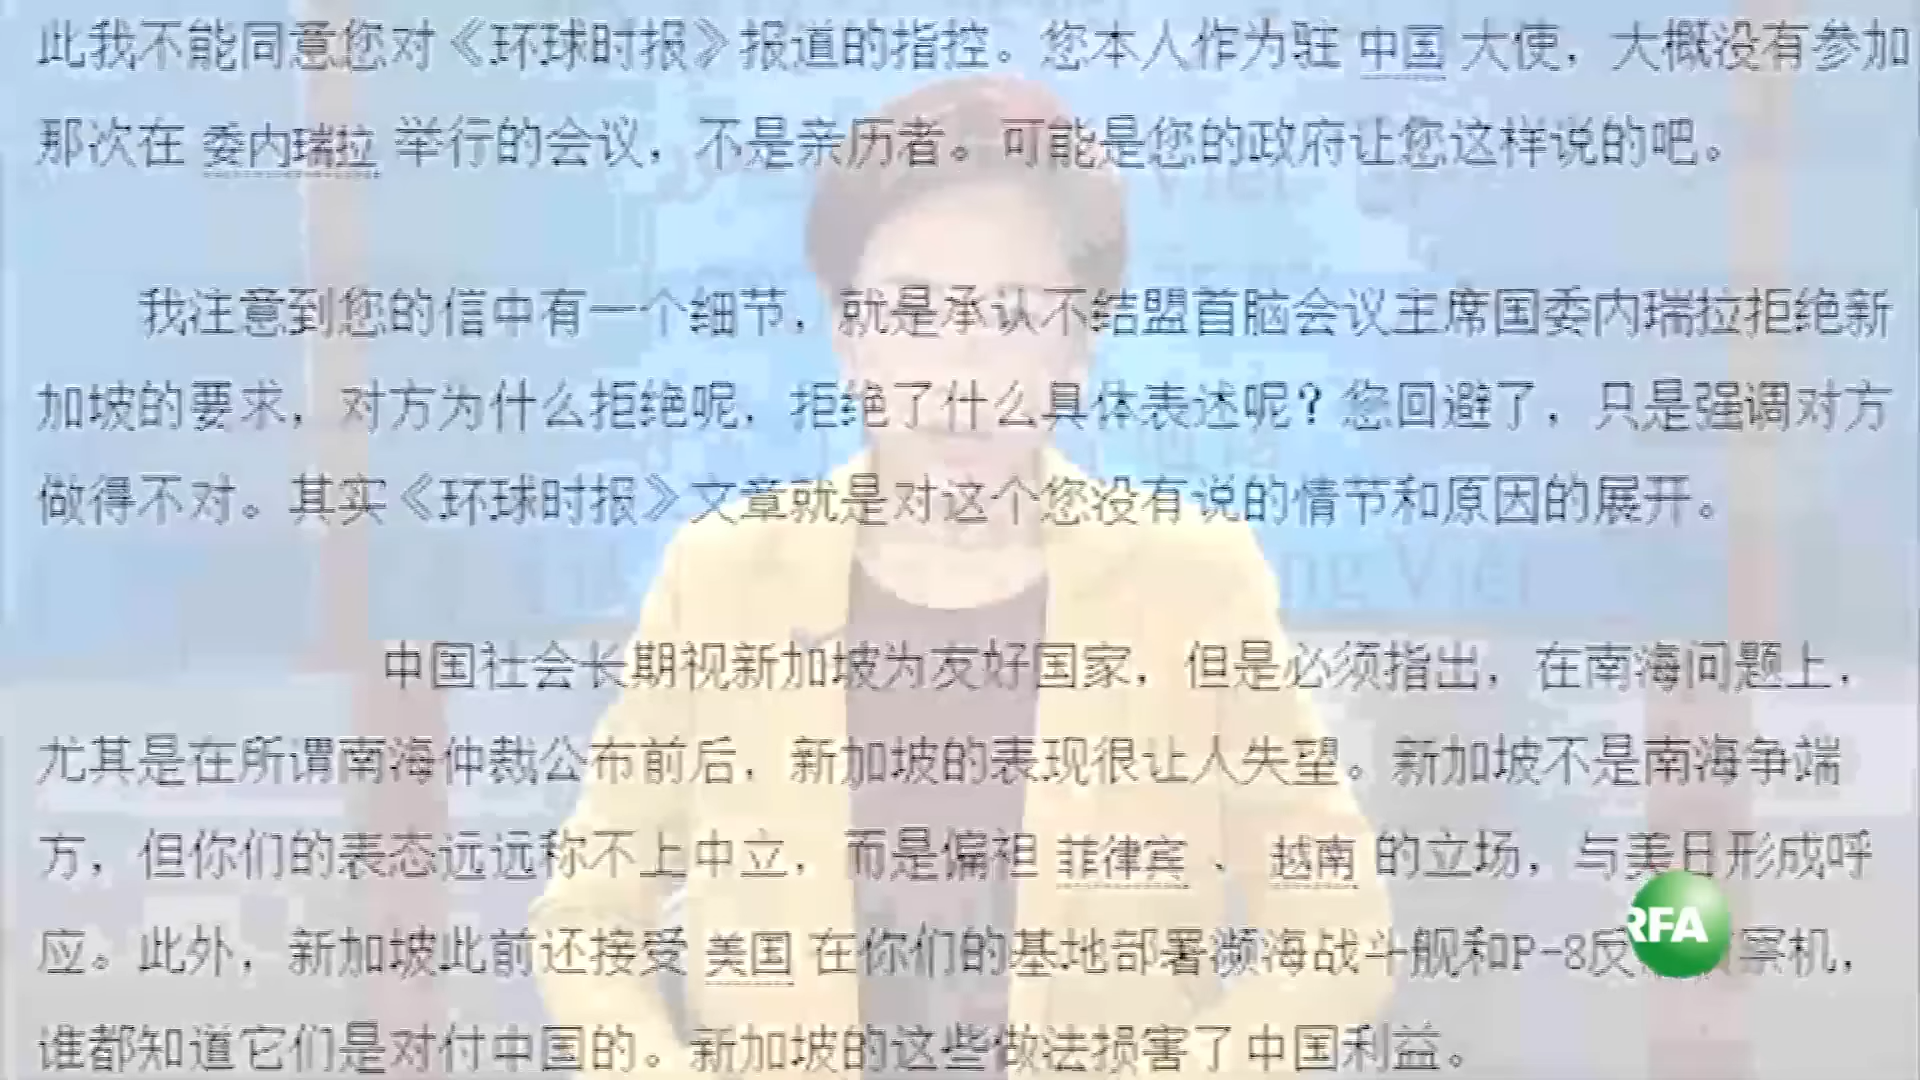 此我不能同意您对《环球时报》报道的指控。您本人作为驻 中国 大使，大概没有参加
那次在 委内瑞拉 举行的会议，不是亲历者。可能是您的政府让您这样说的吧。
我注意到您的信中有一个细节，就是承认不结盟首脑会议主席国委内瑞拉拒绝新
加坡的要求，对方为什么拒绝呢，拒绝了什么具体表述呢？您回避了，只是强调对方
做得不对。其实《环球时报》文章就是对这个您没有说的情节和原因的展开。
中国社会长期视新加坡为友好国家，但是必须指出，在南海问题上，
尤其是在所谓南海仲裁公布前后，新加坡的表现很让人失望。新加坡不是南海争端
方，但你们的表态远远称不上中立，而是偏袒 菲律宾 、 越南 的立场，与美日形成呼
应。此外，新加坡此前还接受 美国 在你们的基地部署濒海战斗舰和P-8反 察机，
RFA
谁都知道它们是对付中国的。新加坡的这些做法损害了中国利益。
ng Việt